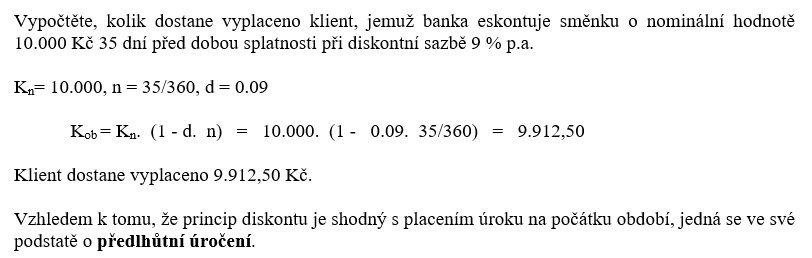 Vypočtěte, kolik dostane vyplaceno klient, jemuž banka eskontuje směnku o nominální hodnotě
10.000 Kč 35 dní před dobou splatnosti při diskontní sazbě 9 % p.a.
Kn= 10.000, n = 35/360, d = 0.09
Kob = Kn. (1 - d. n) = 10.000. (1 - 0.09. 35/360) = 9.912,50
Klient dostane vyplaceno 9.912,50 Kč.
Vzhledem k tomu, že princip diskontu je shodný s placením úroku na počátku období, jedná se ve své
podstatě o předlhůtní úročení.